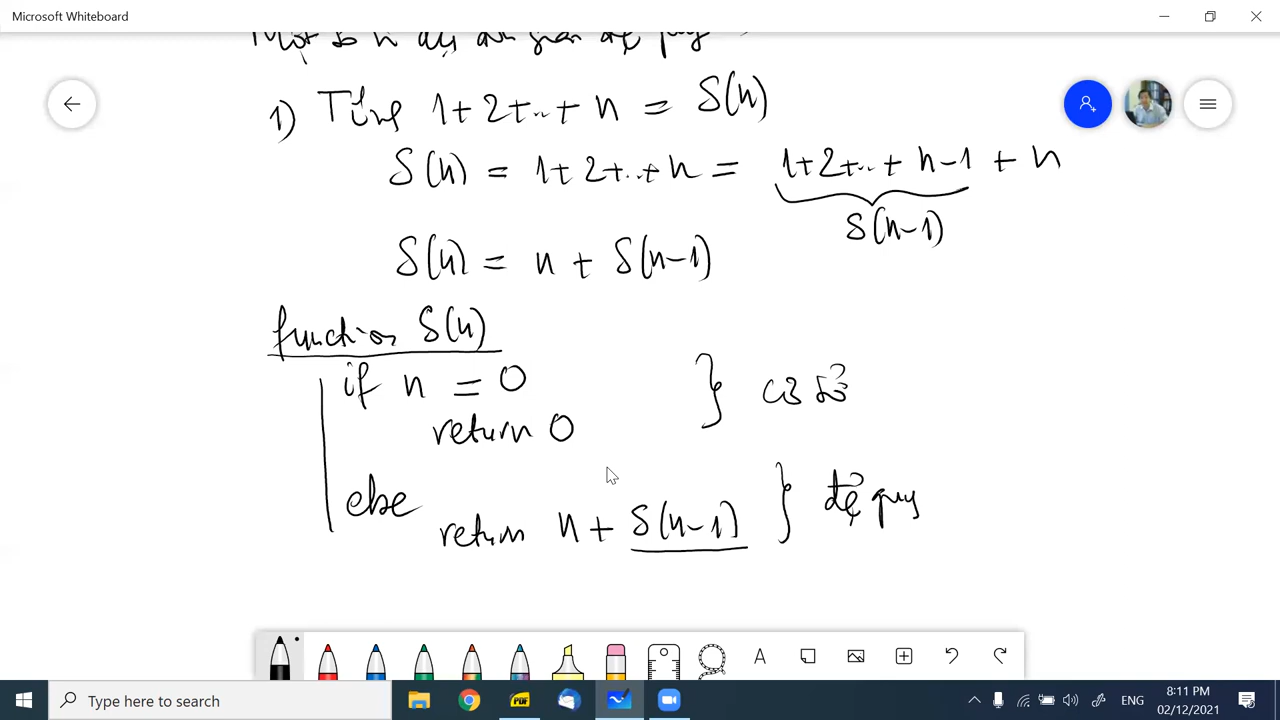 Microsoft Whiteboard
1) Tính 1+2+..+ n = S(n)
S(n) = 1+2+..+n = 1+2+..+ n-1 + n
S(n-1)
S(n) = n + S(n-1)
function S(n)
if n = 0
cơ sở
return 0
else
đệ quy
return n + S(n-1)
Type here to search
PDF
ENG
8:11 PM
02/12/2021